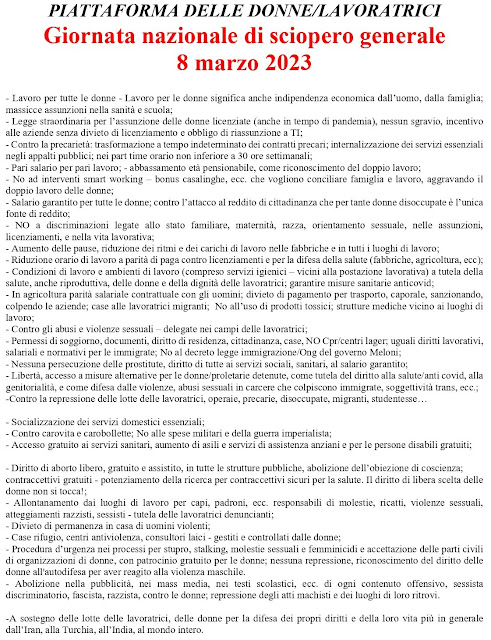 PIATTAFORMA DELLE DONNE/LAVORATRICI
Giornata nazionale di sciopero generale
8 marzo 2023
- Lavoro per tutte le donne - Lavoro per le donne significa anche indipendenza economica dall'uomo, dalla famiglia;
massicce assunzioni nella sanità e scuola;
- Legge straordinaria per l'assunzione delle donne licenziate (anche in tempo di pandemia), nessun sgravio, incentivo
alle aziende senza divieto di licenziamento e obbligo di riassunzione a TI;
- Contro la precarietà: trasformazione a tempo indeterminato dei contratti precari; internalizzazione dei servizi essenziali
negli appalti pubblici; nei part time orario non inferiore a 30 ore settimanali;
- Pari salario per pari lavoro; - abbassamento età pensionabile, come riconoscimento del doppio lavoro;
- No ad interventi smart working – bonus casalinghe, ecc. che vogliono conciliare famiglia e lavoro, aggravando il
doppio lavoro delle donne;
- Salario garantito per tutte le donne; contro l'attacco al reddito di cittadinanza che per tante donne disoccupate è l'unica
fonte di reddito;
- NO a discriminazioni legate allo stato familiare, maternità, razza, orientamento sessuale, nelle assunzioni,
licenziamenti, e nella vita lavorativa;
- Aumento delle pause, riduzione dei ritmi e dei carichi di lavoro nelle fabbriche e in tutti i luoghi di lavoro;
- Riduzione orario di lavoro a parità di paga contro licenziamenti e per la difesa della salute (fabbriche, agricoltura, ecc);
- Condizioni di lavoro e ambienti di lavoro (compreso servizi igienici – vicini alla postazione lavorativa) a tutela della
salute, anche riproduttiva, delle donne e della dignità delle lavoratrici; garantire misure sanitarie anticovid;
- In agricoltura parità salariale contrattuale con gli uomini; divieto di pagamento per trasporto, caporale, sanzionando,
colpendo le aziende; case alle lavoratrici migranti; No all'uso di prodotti tossici; strutture mediche vicino ai luoghi di
lavoro;
- Contro gli abusi e violenze sessuali – delegate nei campi delle lavoratrici;
- Permessi di soggiorno, documenti, diritto di residenza, cittadinanza, case, NO Cpr/centri lager; uguali diritti lavorativi,
salariali e normativi per le immigrate; No al decreto legge immigrazione/Ong del governo Meloni;
- Nessuna persecuzione delle prostitute, diritto di tutte ai servizi sociali, sanitari, al salario garantito;
- Libertà, accesso a misure alternative per le donne/proletarie detenute, come tutela del diritto alla salute/anti covid, alla
genitorialità, e come difesa dalle violenze, abusi sessuali in carcere che colpiscono immigrate, soggettività trans, ecc.;
-Contro la repressione delle lotte delle lavoratrici, operaie, precarie, disoccupate, migranti, studentesse…
- Socializzazione dei servizi domestici essenziali;
- Contro carovita e carobollette; No alle spese militari e della guerra imperialista;
- Accesso gratuito ai servizi sanitari, aumento di asili e servizi di assistenza anziani e per le persone disabili gratuiti;
- Diritto di aborto libero, gratuito e assistito, in tutte le strutture pubbliche, abolizione dell'obiezione di coscienza;
contraccettivi gratuiti - potenziamento della ricerca per contraccettivi sicuri per la salute. Il diritto di libera scelta delle
donne non si tocca!;
- Allontanamento dai luoghi di lavoro per capi, padroni, ecc. responsabili di molestie, ricatti, violenze sessuali,
atteggiamenti razzisti, sessisti - tutela delle lavoratrici denuncianti;
- Divieto di permanenza in casa di uomini violenti;
- Case rifugio, centri antiviolenza, consultori laici - gestiti e controllati dalle donne;
- Procedura d'urgenza nei processi per stupro, stalking, molestie sessuali e femminicidi e accettazione delle parti civili
di organizzazioni di donne, con patrocinio gratuito per le donne; nessuna repressione, riconoscimento del diritto delle
donne all'autodifesa per aver reagito alla violenza maschile.
- Abolizione nella pubblicità, nei mass media, nei testi scolastici, ecc. di ogni contenuto offensivo, sessista
discriminatorio, fascista, razzista, contro le donne; repressione degli atti machisti e dei luoghi di loro ritrovi.
-A sostegno delle lotte delle lavoratrici, delle donne per la difesa dei propri diritti e della loro vita più in generale
dall'Iran, alla Turchia, all'India, al mondo intero.